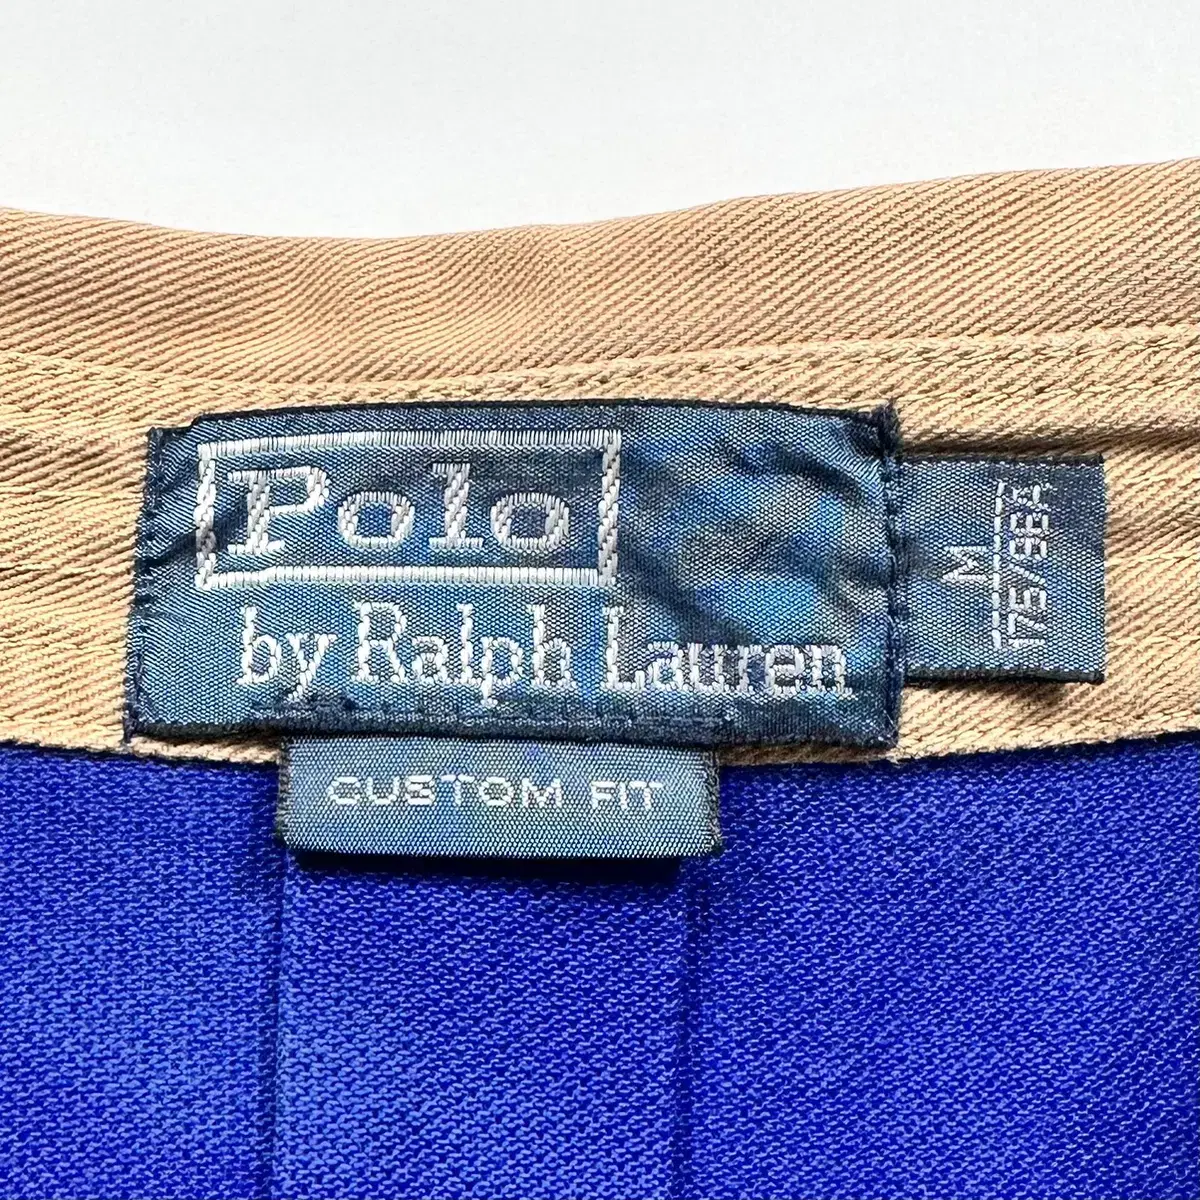 Polo
by Ralph Lauren
M
175/96A
CUSTOM FIT